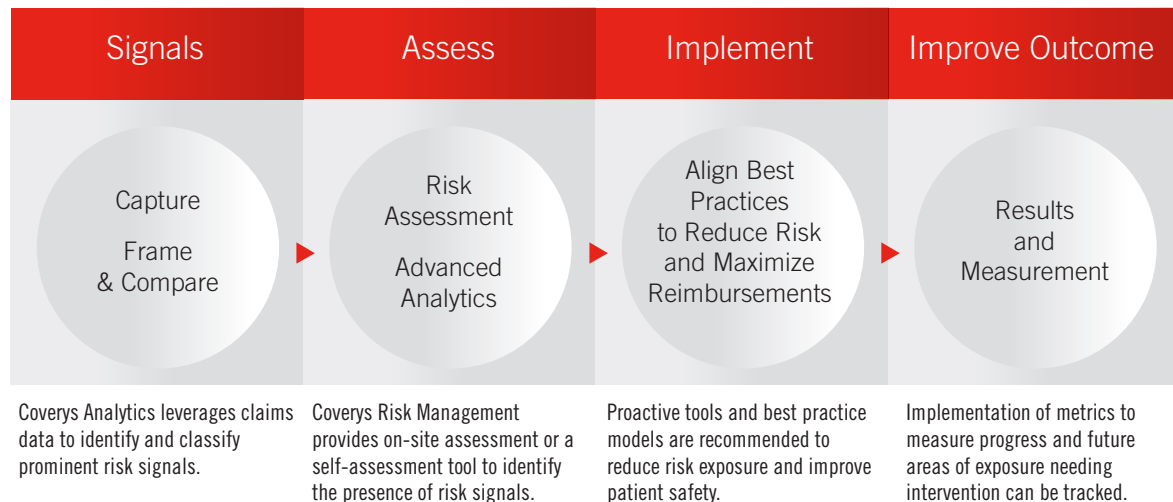 Signals
Assess
Implement
Improve Outcome
Capture
Frame
& Compare
Risk
Assessment
Advanced
Analytics
Align Best
Practices
to Reduce Risk
and Maximize
Reimbursements
Results
and
Measurement
Coverys Analytics leverages claims
data to identify and classify
prominent risk signals.
Coverys Risk Management
provides on-site assessment or a
self-assessment tool to identify
the presence of risk signals.
Proactive tools and best practice
models are recommended to
reduce risk exposure and improve
patient safety.
Implementation of metrics to
measure progress and future
areas of exposure needing
intervention can be tracked.